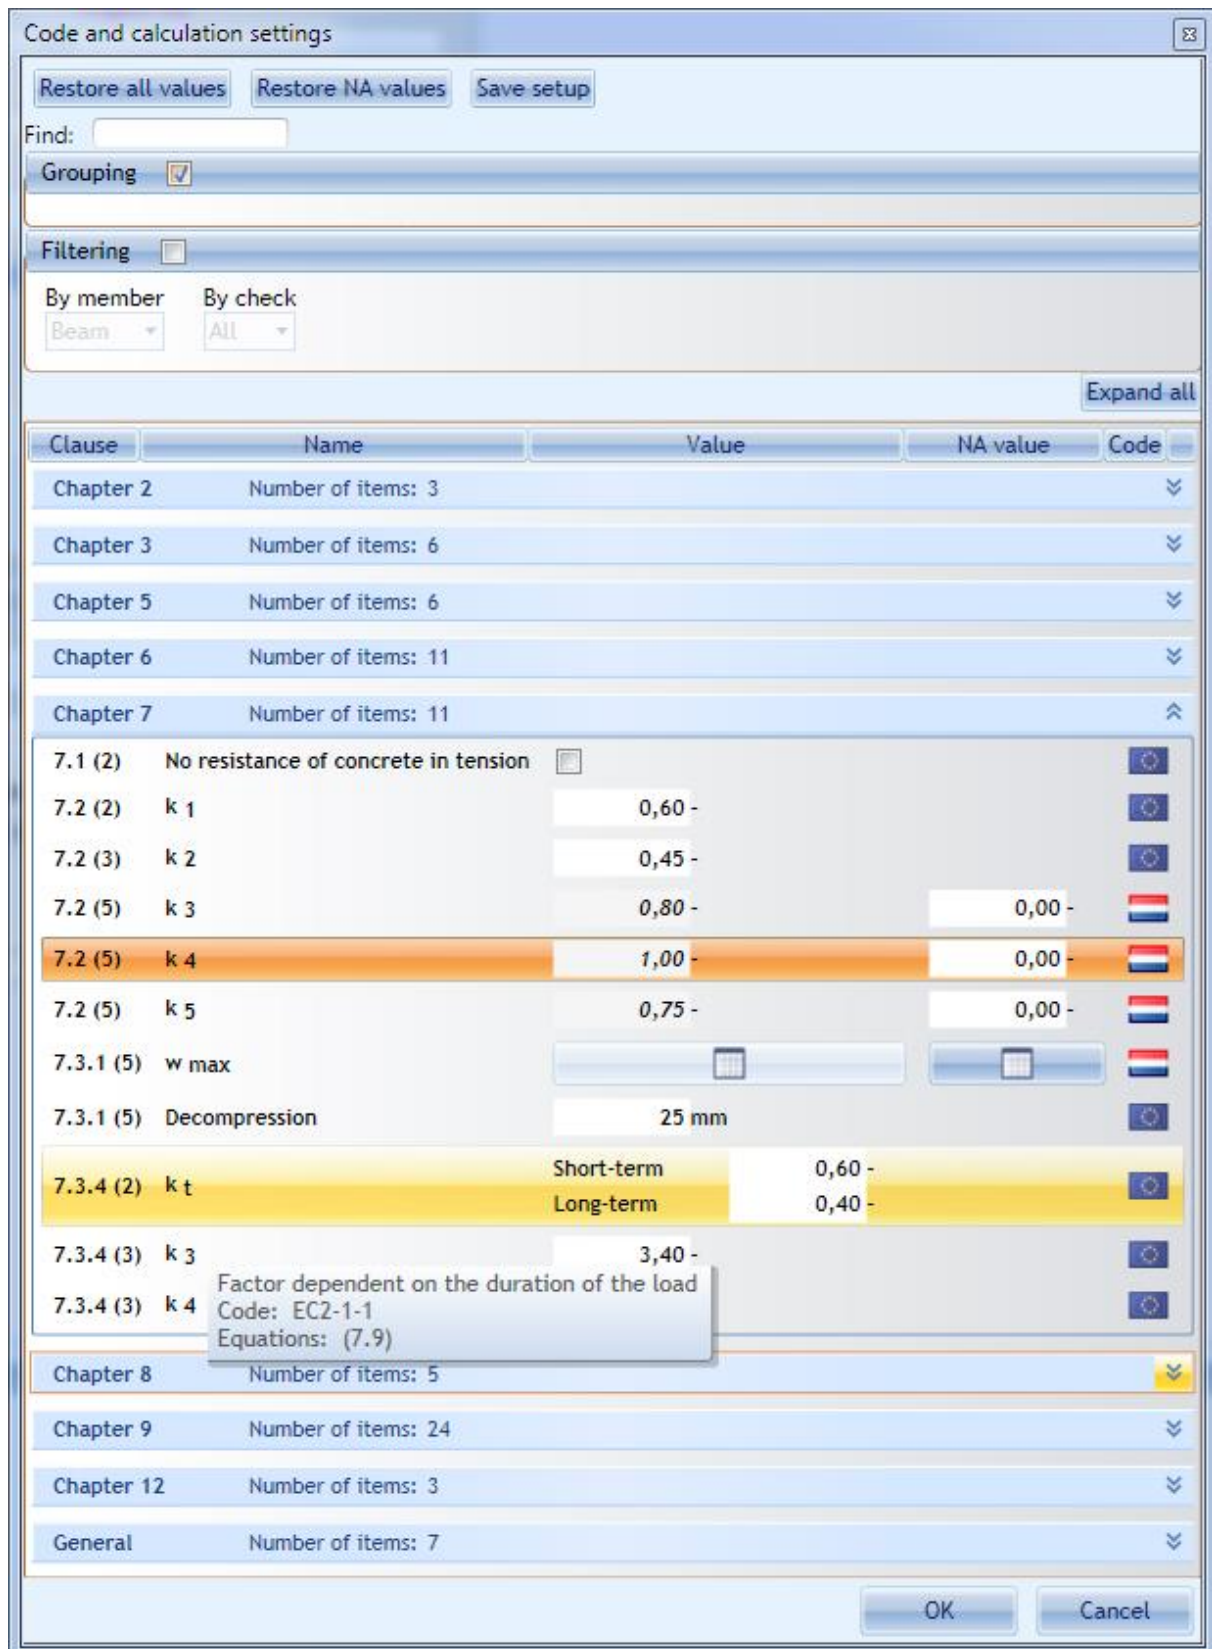 Code and calculation settings
Restore all values Restore NA values Save setup
Find:
Grouping
Filtering
By member By check
Beam All
Expand all
Clause Name Value NA value Code
Chapter 2 Number of items: 3
Chapter 3 Number of items: 6
Chapter 5 Number of items: 6
Chapter 6 Number of items: 11
Chapter 7 Number of items: 11
7.1 (2) No resistance of concrete in tension
7.2 (2) k 1 0,60 -
7.2 (3) k 2 0,45 -
7.2 (5) k 3 0,80 - 0,00 -
7.2 (5) k 4 1,00 - 0,00 -
7.2 (5) k 5 0,75 - 0,00 -
7.3.1 (5) w max
7.3.1 (5) Decompression 25 mm
7.3.4 (2) k t Short-term 0,60 -
Long-term 0,40 -
7.3.4 (3) k 3 3,40 -
7.3.4 (3) k 4
Factor dependent on the duration of the load
Code: EC2-1-1
Equations: (7.9)
Chapter 8 Number of items: 5
Chapter 9 Number of items: 24
Chapter 12 Number of items: 3
General Number of items: 7
OK Cancel